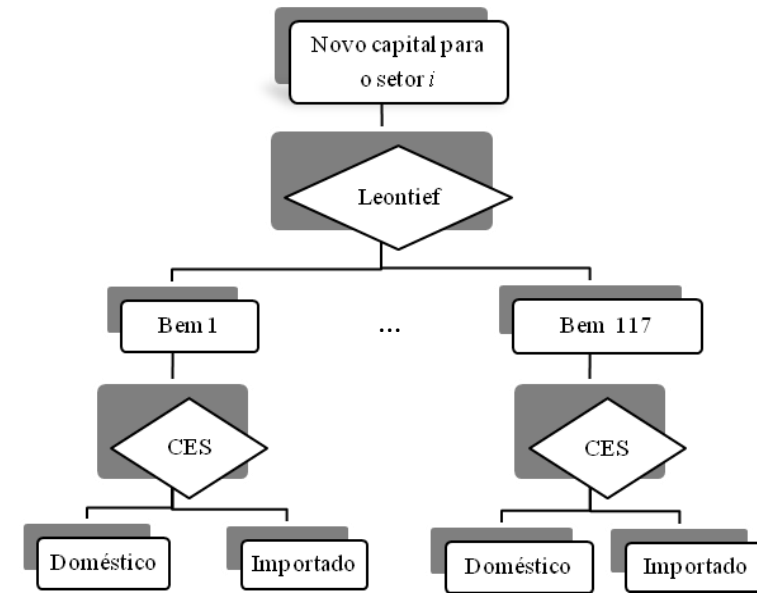 Novo capital para
o setor i
Leontief
Bem 1
...
Bem 117
CES
CES
Doméstico
Importado
Doméstico
Importado